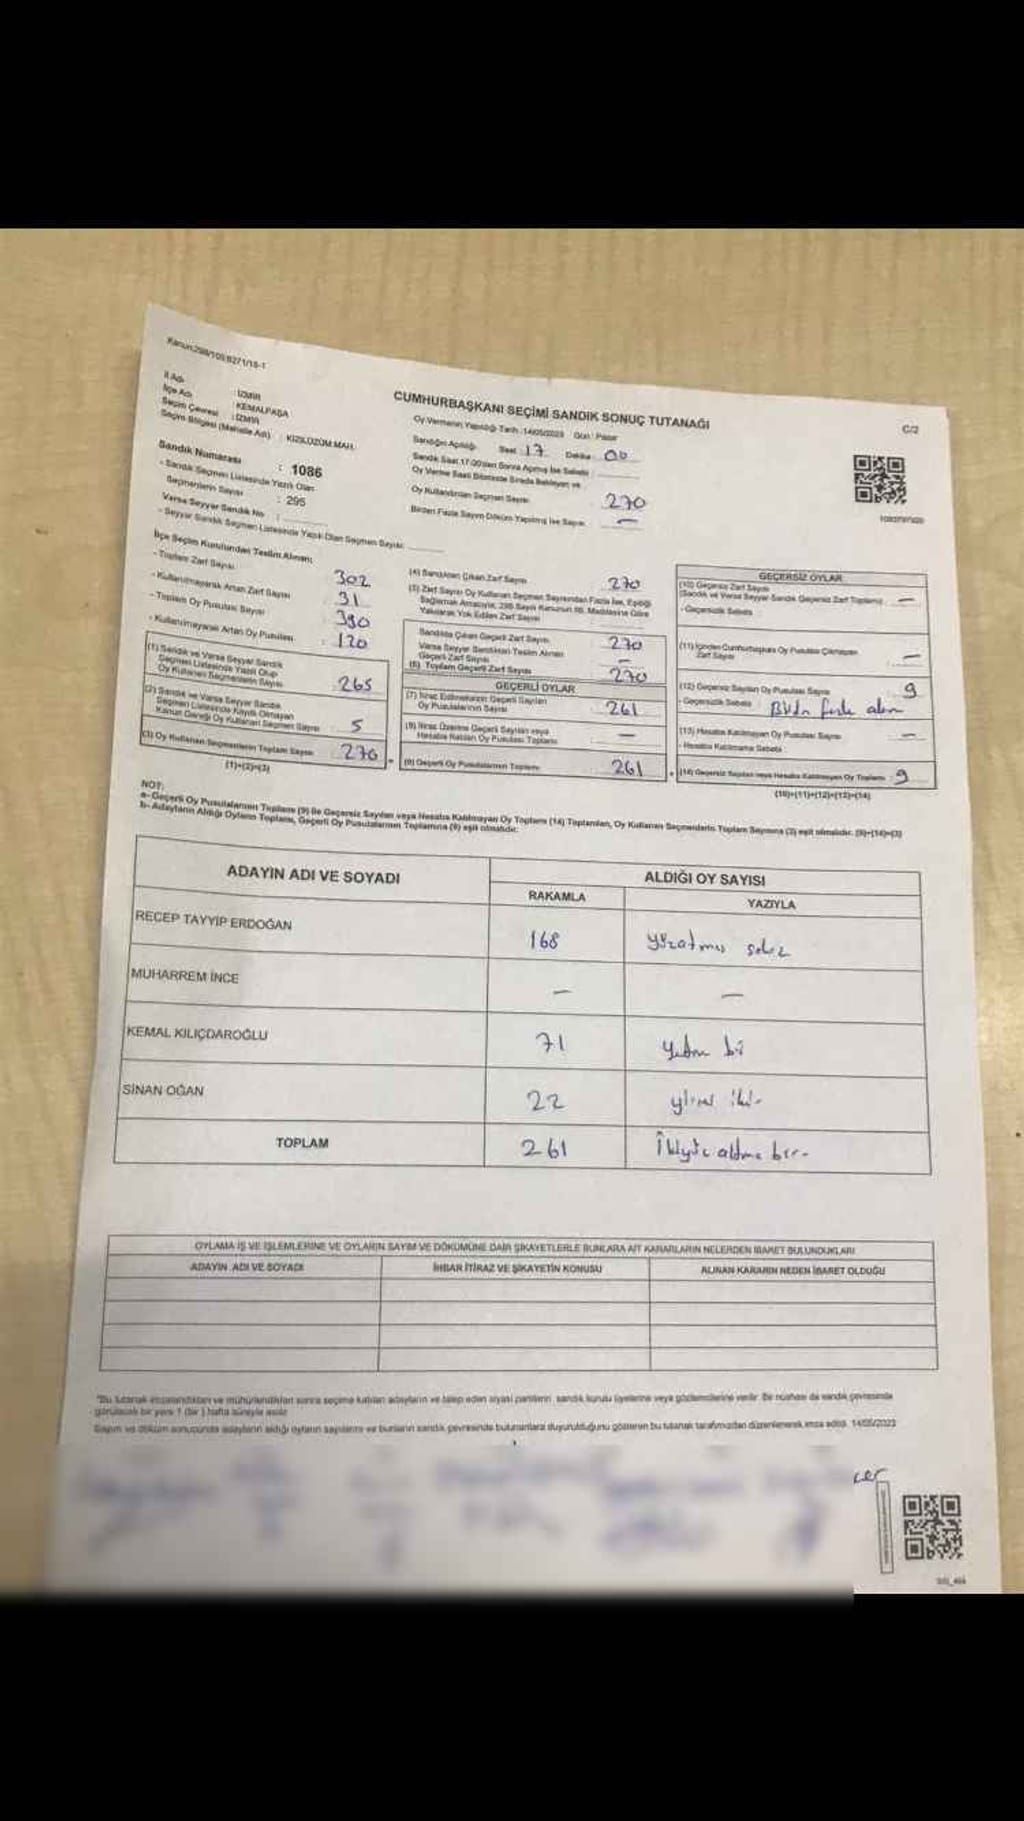 Kanun:298/105;6271/18-1
İl Adı : İZMİR
İlçe Adı : KEMALPAŞA
Seçim Çevresi : İZMİR
Seçim Bölgesi (Mahalle Adı) : KIZILÜZÜM MAH.
CUMHURBAŞKANI SEÇİMİ SANDIK SONUÇ TUTANAĞI
C/2
Oy Vermenin Yapıldığı Tarih : 14/05/2023 Gün : Pazar
Sandığın Açıldığı Saat : 17 Dakika : 00
Sandık Saat 17.00'den Sonra Açılmış İse Sebebi :
Oy Verme Saati Bitiminde Sırada Bekleyen ve
Oy Kullandırılan Seçmen Sayısı 270
Birden Fazla Sayım Döküm Yapılmış İse Sayısı : —
Sandık Numarası : 1086
- Sandık Seçmen Listesinde Yazılı Olan
Seçmenlerin Sayısı : 295
Varsa Seyyar Sandık No :
- Seyyar Sandık Seçmen Listesinde Yazılı Olan Seçmen Sayısı:
İlçe Seçim Kurulundan Teslim Alınan;
- Toplam Zarf Sayısı : 302
- Kullanılmayarak Artan Zarf Sayısı : 31
- Toplam Oy Pusulası Sayısı : 390
- Kullanılmayarak Artan Oy Pusulası : 120
(1) Sandık ve Varsa Seyyar Sandık
Seçmen Listesinde Yazılı Olup
Oy Kullanan Seçmenlerin Sayısı : 265
(2) Sandık ve Varsa Seyyar Sandık
Seçmen Listesinde Kayıtlı Olmayan
Kanun Gereği Oy Kullanan Seçmen Sayısı : 5
(3) Oy Kullanan Seçmenlerin Toplam Sayısı : 270
(1)+(2)=(3)
(4) Sandıktan Çıkan Zarf Sayısı : 270
(5) Zarf Sayısı Oy Kullanan Seçmen Sayısından Fazla İse, Eşitliği
Sağlamak Amacıyla, 298 Sayılı Kanunun 98. Maddesine Göre
Yakılarak Yok Edilen Zarf Sayısı
Sandıkta Çıkan Geçerli Zarf Sayısı : 270
Varsa Seyyar Sandıktan Teslim Alınan
Geçerli Zarf Sayısı : —
(6) Toplam Geçerli Zarf Sayısı : 270
GEÇERLİ OYLAR
(7) İtiraz Edilmeksizin Geçerli Sayılan
Oy Pusulalarının Sayısı : 261
(8) İtiraz Üzerine Geçerli Sayılan veya
Hesaba Katılan Oy Pusulası Toplamı : —
(9) Geçerli Oy Pusulalarının Toplamı : 261
GEÇERSİZ OYLAR
(10) Geçersiz Zarf Sayısı
(Sandık ve Varsa Seyyar Sandık Geçersiz Zarf Toplamı) : —
- Geçersizlik Sebebi :
(11) İçinden Cumhurbaşkanı Oy Pusulası Çıkmayan
Zarf Sayısı : —
(12) Geçersiz Sayılan Oy Pusulası Sayısı : 9
- Geçersizlik Sebebi :
(13) Hesaba Katılmayan Oy Pusulası Sayısı : —
- Hesaba Katılmama Sebebi :
(14) Geçersiz Sayılan veya Hesaba Katılmayan Oy Toplamı : 9
(10)+(11)+(12)+(13)=(14)
NOT:
a- Geçerli Oy Pusulalarının Toplamı (9) ile Geçersiz Sayılan veya Hesaba Katılmayan Oy Toplamı (14) Toplamları, Oy Kullanan Seçmenlerin Toplam Sayısına (3) eşit olmalıdır. (9)+(14)=(3)
b- Adayların Aldığı Oyların Toplamı, Geçerli Oy Pusulalarının Toplamına (9) eşit olmalıdır.
ADAYIN ADI VE SOYADI
ALDIĞI OY SAYISI
RAKAMLA YAZIYLA
RECEP TAYYİP ERDOĞAN 168
MUHARREM İNCE — —
KEMAL KILIÇDAROĞLU 71
SİNAN OĞAN 22
TOPLAM 261
OYLAMA İŞ VE İŞLEMLERİNE VE OYLARIN SAYIM VE DÖKÜMÜNE DAİR ŞİKAYETLERLE BUNLARA AİT KARARLARIN NELERDEN İBARET BULUNDUKLARI
ADAYIN ADI VE SOYADI İHBAR İTİRAZ VE ŞİKAYETİN KONUSU ALINAN KARARIN NEDEN İBARET OLDUĞU
"Bu tutanak imzalandıktan ve mühürlendikten sonra seçime katılan adayların ve talep eden siyasi partilerin sandık kurulu üyelerine veya gözlemcilerine verilir. Bir nüshası da sandık çevresinde
görülecek bir yere 1 (bir ) hafta süreyle asılır.
Sayım ve döküm sonucunda adayların aldığı oyların sayılarını ve bunların sandık çevresinde bulunanlara duyurulduğunu gösteren bu tutanak tarafımızdan düzenlenerek imza edildi. 14/05/2023